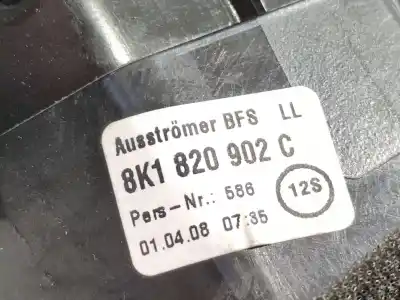 Ausströmer BFS LL
8K1 820 902 C
Pers-Nr.: 586 12S
01.04.08 07:35